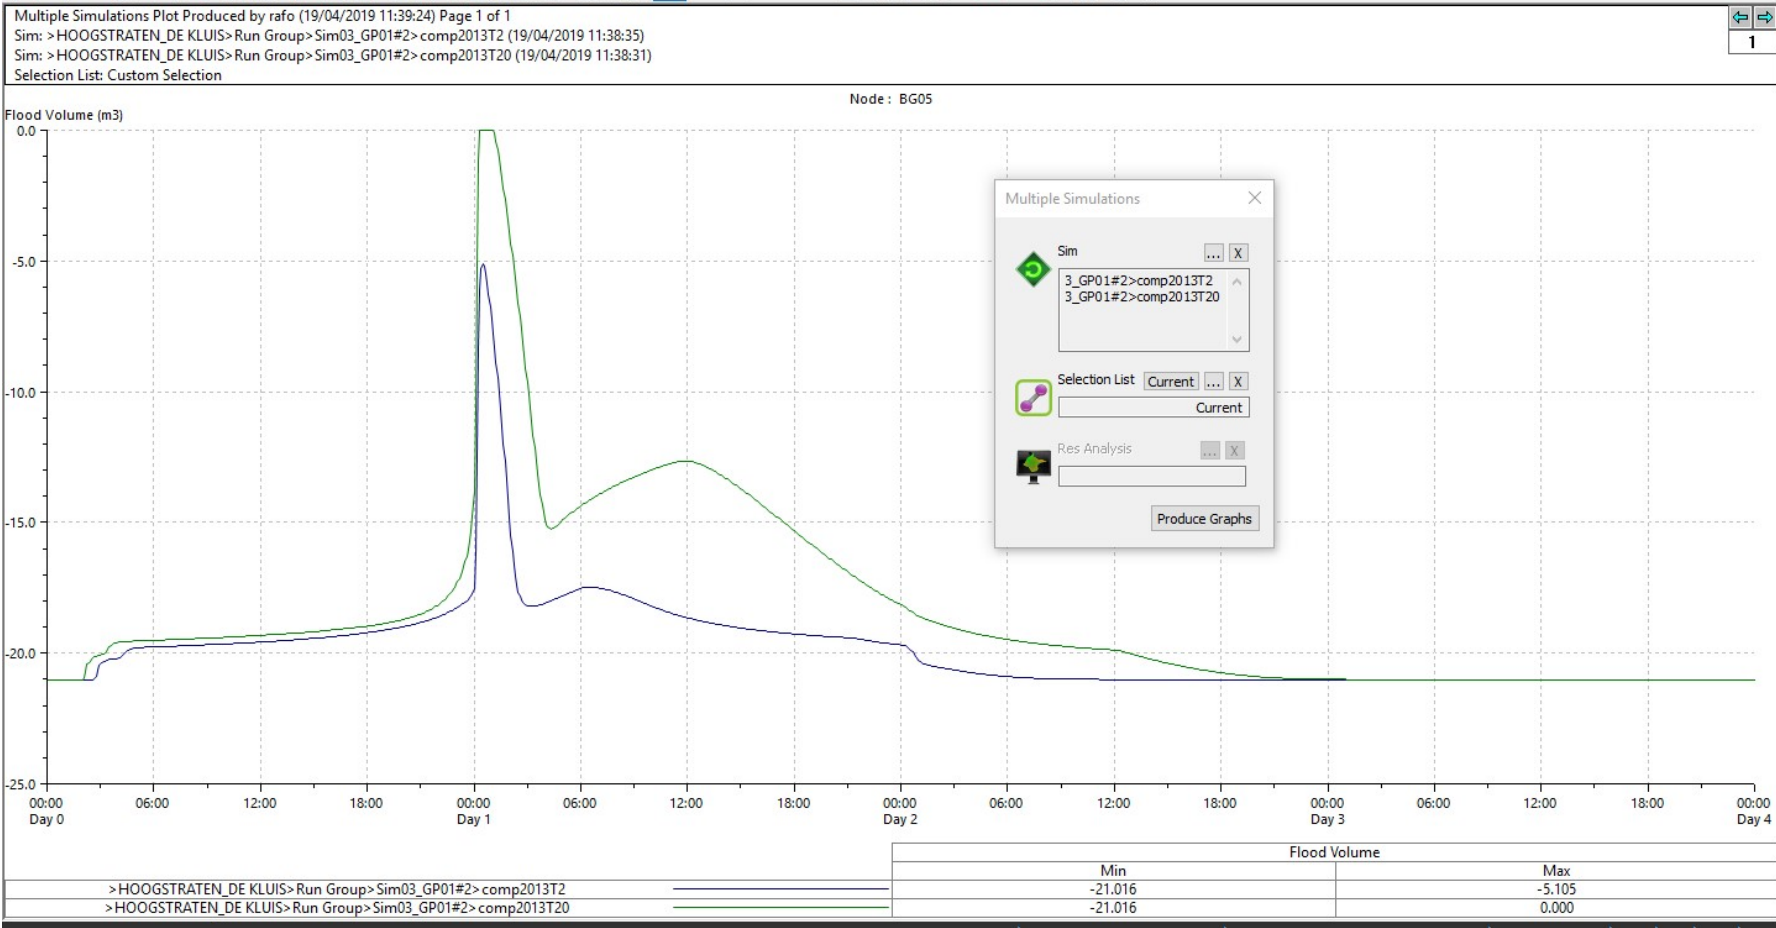 Multiple Simulations Plot Produced by rafo (19/04/2019 11:39:24) Page 1 of 1
Sim: >HOOGSTRATEN_DE KLUIS>Run Group>Sim03_GP01#2>comp2013T2 (19/04/2019 11:38:35)
Sim: >HOOGSTRATEN_DE KLUIS>Run Group>Sim03_GP01#2>comp2013T20 (19/04/2019 11:38:31)
Selection List: Custom Selection
1
Node : BG05
Flood Volume (m3)
0.0
-5.0
-10.0
-15.0
-20.0
-25.0
Multiple Simulations
Sim
... X
3_GP01#2>comp2013T2
3_GP01#2>comp2013T20
Selection List Current ... X
Current
Res Analysis ... X
Produce Graphs
00:00 06:00 12:00 18:00 00:00 06:00 12:00 18:00 00:00 06:00 12:00 18:00 00:00 06:00 12:00 18:00 00:00
Day 0 Day 1 Day 2 Day 3 Day 4
Flood Volume
Min Max
>HOOGSTRATEN_DE KLUIS>Run Group>Sim03_GP01#2>comp2013T2 -21.016 -5.105
>HOOGSTRATEN_DE KLUIS>Run Group>Sim03_GP01#2>comp2013T20 -21.016 0.000